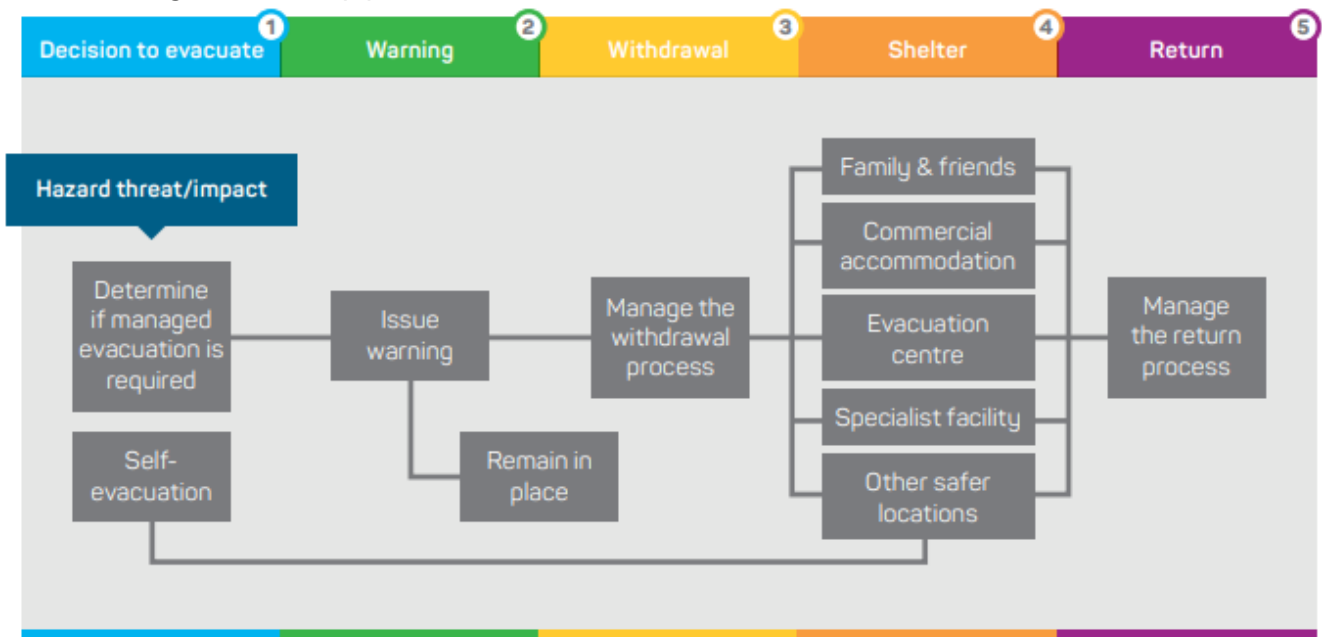 1
2
3
4
5
Decision to evacuate
Warning
Withdrawal
Shelter
Return
Hazard threat/impact
Determine
if managed
evacuation is
required
Self-
evacuation
Issue
warning
Remain in
place
Manage the
withdrawal
process
Family & friends
Commercial
accommodation
Evacuation
centre
Specialist facility
Other safer
locations
Manage
the return
process